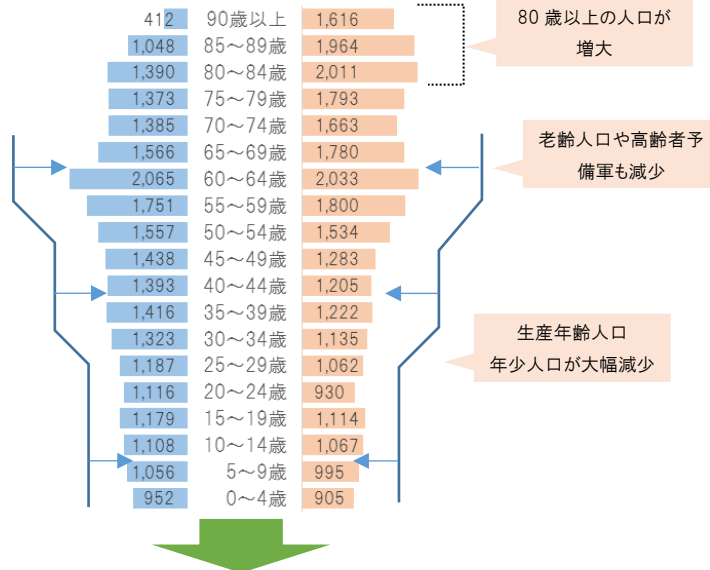 412 90歳以上 1,616
1,048 85～89歳 1,964
1,390 80～84歳 2,011
1,373 75～79歳 1,793
1,385 70～74歳 1,663
1,566 65～69歳 1,780
2,065 60～64歳 2,033
1,751 55～59歳 1,800
1,557 50～54歳 1,534
1,438 45～49歳 1,283
1,393 40～44歳 1,205
1,416 35～39歳 1,222
1,323 30～34歳 1,135
1,187 25～29歳 1,062
1,116 20～24歳 930
1,179 15～19歳 1,114
1,108 10～14歳 1,067
1,056 5～9歳 995
952 0～4歳 905
80 歳以上の人口が
増大
老齢人口や高齢者予
備軍も減少
生産年齢人口
年少人口が大幅減少